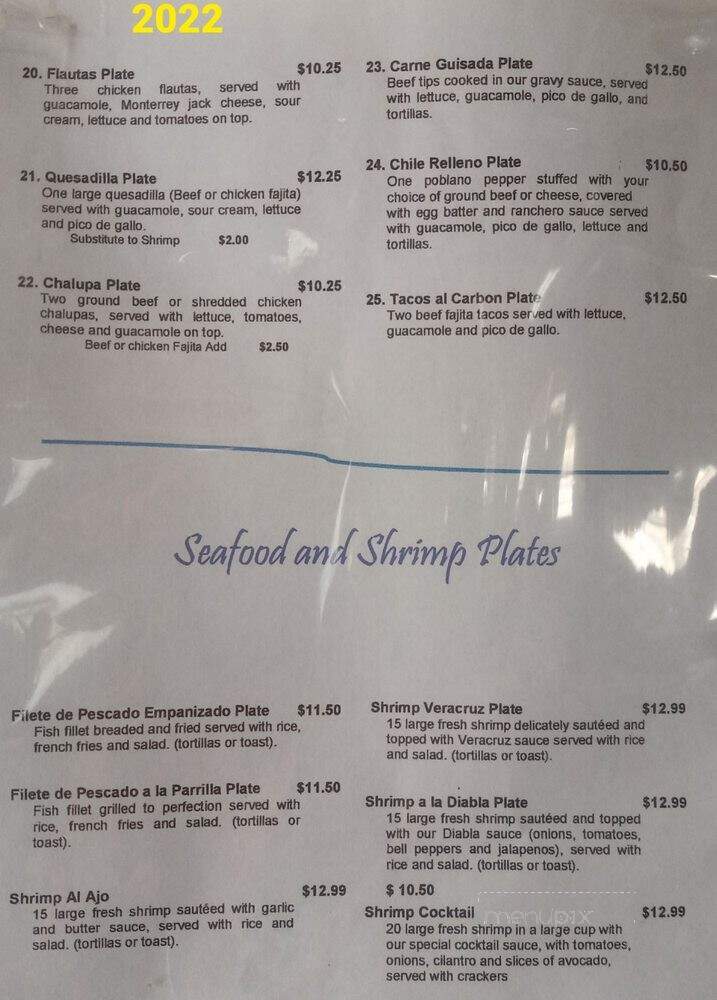 2022
20. Flautas Plate $10.25
Three chicken flautas, served with
guacamole, Monterrey jack cheese, sour
cream, lettuce and tomatoes on top.
21. Quesadilla Plate $12.25
One large quesadilla (Beef or chicken fajita)
served with guacamole, sour cream, lettuce
and pico de gallo.
Substitute to Shrimp $2.00
22. Chalupa Plate $10.25
Two ground beef or shredded chicken
chalupas, served with lettuce, tomatoes,
cheese and guacamole on top.
Beef or chicken Fajita Add $2.50
23. Carne Guisada Plate $12.50
Beef tips cooked in our gravy sauce, served
with lettuce, guacamole, pico de gallo, and
tortillas.
24. Chile Relleno Plate $10.50
One poblano pepper stuffed with your
choice of ground beef or cheese, covered
with egg batter and ranchero sauce served
with guacamole, pico de gallo, lettuce and
tortillas.
25. Tacos al Carbon Plate $12.50
Two beef fajita tacos served with lettuce,
guacamole and pico de gallo.
Seafood and Shrimp Plates
Filete de Pescado Empanizado Plate $11.50
Fish fillet breaded and fried served with rice,
french fries and salad. (tortillas or toast).
Filete de Pescado a la Parrilla Plate $11.50
Fish fillet grilled to perfection served with
rice, french fries and salad. (tortillas or
toast).
Shrimp Al Ajo $12.99
15 large fresh shrimp sautéed with garlic
and butter sauce, served with rice and
salad. (tortillas or toast).
Shrimp Veracruz Plate $12.99
15 large fresh shrimp delicately sautéed and
topped with Veracruz sauce served with rice
and salad. (tortillas or toast).
Shrimp a la Diabla Plate $12.99
15 large fresh shrimp sautéed and topped
with our Diabla sauce (onions, tomatoes,
bell peppers and jalapenos), served with
rice and salad. (tortillas or toast).
$ 10.50
Shrimp Cocktail $12.99
20 large fresh shrimp in a large cup with
our special cocktail sauce, with tomatoes,
onions, cilantro and slices of avocado,
served with crackers
menupix